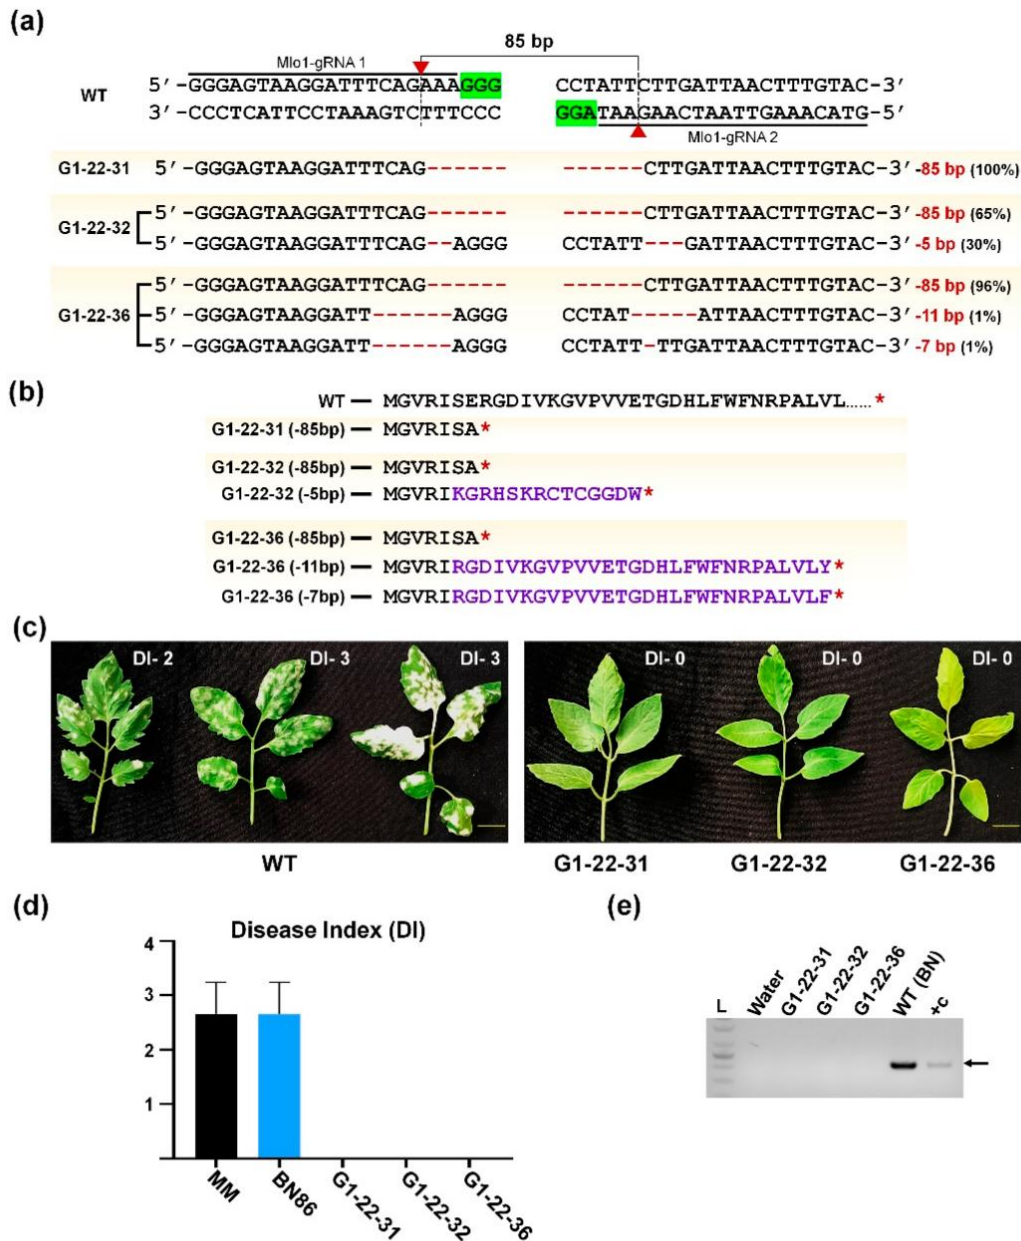 (a)
85 bp
Mlo1-gRNA 1
WT
5′-GGGAGTAAGGATTTCAGAAAGGG CCTATTCTTGATTAACTTTGTAC-3′
3′-CCCTCATTCCTAAAGTCTTTCCC GGATAAGAACTAATTGAAACATG-5′
Mlo1-gRNA 2
G1-22-31 5′-GGGAGTAAGGATTTCAG------ ------CTTGATTAACTTTGTAC-3′ -85 bp (100%)
G1-22-32
5′-GGGAGTAAGGATTTCAG------ ------CTTGATTAACTTTGTAC-3′ -85 bp (65%)
5′-GGGAGTAAGGATTTCAG--AGGG CCTATT---GATTAACTTTGTAC-3′ -5 bp (30%)
G1-22-36
5′-GGGAGTAAGGATTTCAG------ ------CTTGATTAACTTTGTAC-3′ -85 bp (96%)
5′-GGGAGTAAGGATT------AGGG CCTAT-----ATTAACTTTGTAC-3′ -11 bp (1%)
5′-GGGAGTAAGGATT------AGGG CCTATT-TTGATTAACTTTGTAC-3′ -7 bp (1%)
(b)
WT — MGVRISERGDIVKGVPVVETGDHLFWFNRPALVL...... *
G1-22-31 (-85bp) — MGVRISA*
G1-22-32 (-85bp) — MGVRISA*
G1-22-32 (-5bp) — MGVRIKGRHSKRCTCGGDW*
G1-22-36 (-85bp) — MGVRISA*
G1-22-36 (-11bp) — MGVRIRGDIVKGVPVVETGDHLFWFNRPALVLY*
G1-22-36 (-7bp) — MGVRIRGDIVKGVPVVETGDHLFWFNRPALVLF*
(c)
DI- 2 DI- 3 DI- 3 DI- 0 DI- 0 DI- 0
WT G1-22-31 G1-22-32 G1-22-36
(d)
Disease Index (DI)
4
3
2
1
MM BN86 G1-22-31 G1-22-32 G1-22-36
(e)
L Water G1-22-31 G1-22-32 G1-22-36 WT (BN) +c